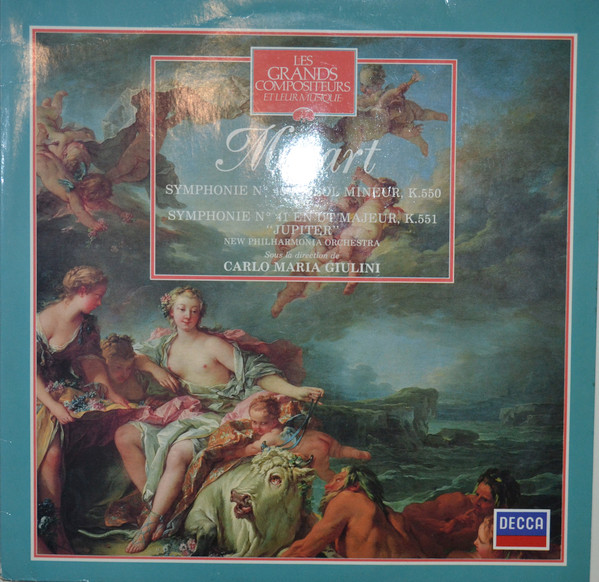 LES
GRANDS
COMPOSITEURS
ET LEUR MUSIQUE
Mozart
SYMPHONIE N° 40 EN SOL MINEUR, K.550
SYMPHONIE N° 41 EN UT MAJEUR, K.551
"JUPITER"
NEW PHILHARMONIA ORCHESTRA
Sous la direction de
CARLO MARIA GIULINI
DECCA